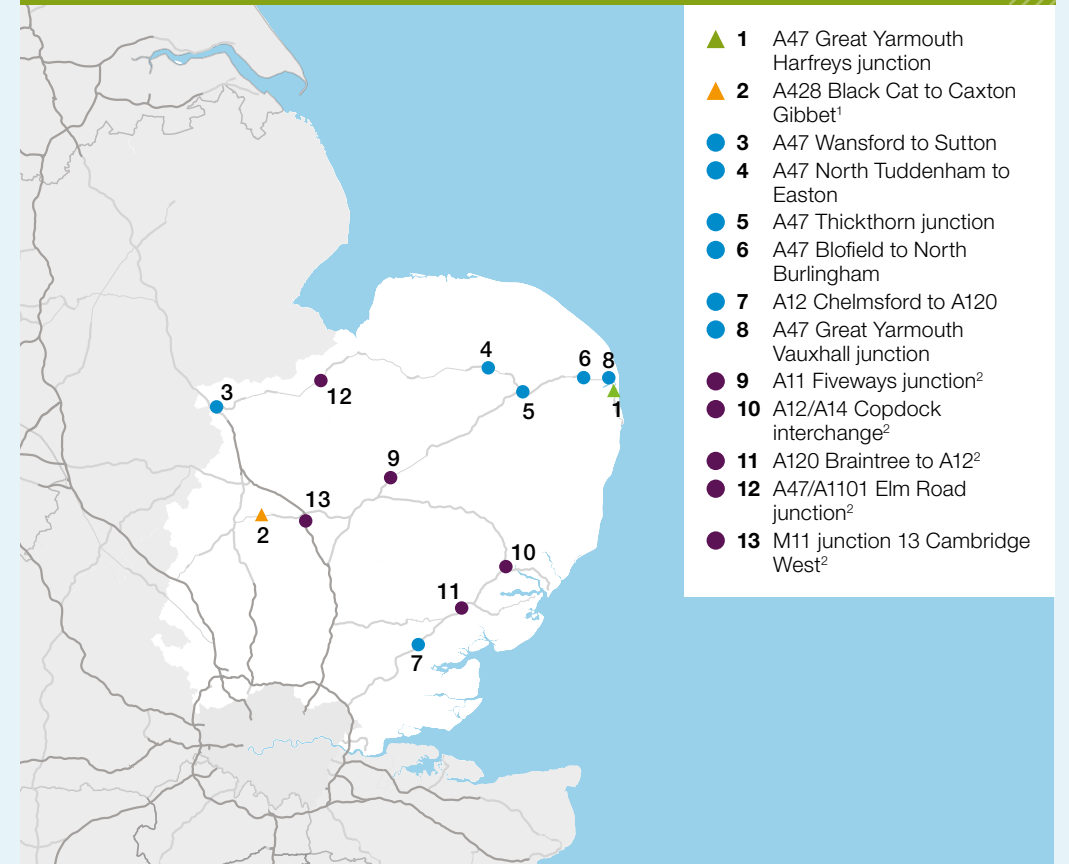 1 A47 Great Yarmouth
Harfreys junction
2 A428 Black Cat to Caxton
Gibbet¹
3 A47 Wansford to Sutton
4 A47 North Tuddenham to
Easton
5 A47 Thickthorn junction
6 A47 Blofield to North
Burlingham
7 A12 Chelmsford to A120
8 A47 Great Yarmouth
Vauxhall junction
9 A11 Fiveways junction²
10 A12/A14 Copdock
interchange²
11 A120 Braintree to A12²
12 A47/A1101 Elm Road
junction²
13 M11 junction 13 Cambridge
West²
4
6 8
3
12
5
1
9
13
2
10
11
7